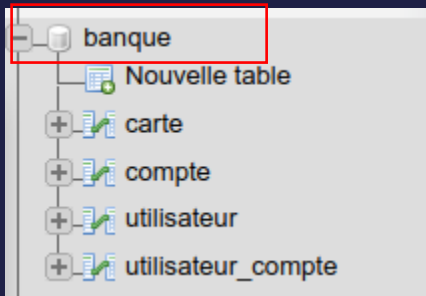 banque
Nouvelle table
carte
compte
utilisateur
utilisateur_compte